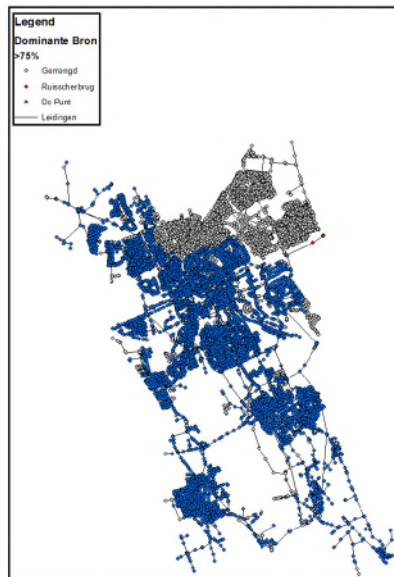 Legend
Dominante Bron
>75%
Gemengd
Ruisscherbrug
De Punt
Leidingen